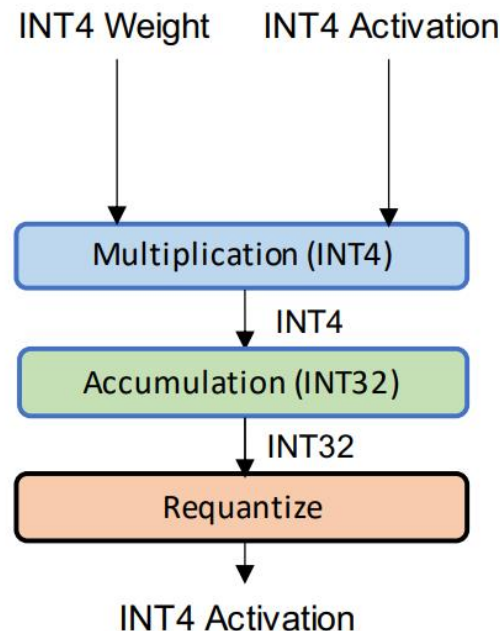 INT4 Weight INT4 Activation
Multiplication (INT4)
INT4
Accumulation (INT32)
INT32
Requantize
INT4 Activation